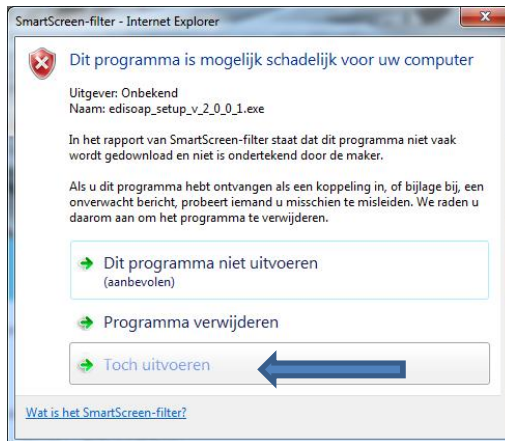 SmartScreen-filter - Internet Explorer
Dit programma is mogelijk schadelijk voor uw computer
Uitgever: Onbekend
Naam: edisoap_setup_v_2_0_0_1.exe
In het rapport van SmartScreen-filter staat dat dit programma niet vaak
wordt gedownload en niet is ondertekend door de maker.
Als u dit programma hebt ontvangen als een koppeling in, of bijlage bij, een
onverwacht bericht, probeert iemand u misschien te misleiden. We raden u
daarom aan om het programma te verwijderen.
Dit programma niet uitvoeren
(aanbevolen)
Programma verwijderen
Toch uitvoeren
Wat is het SmartScreen-filter?